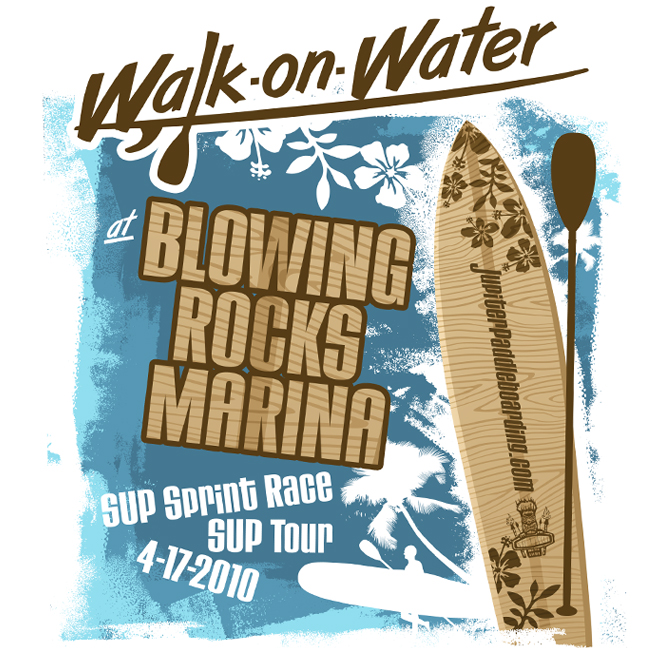 Walk-on-Water
at
BLOWING
ROCKS
MARINA
JupiterPaddleboarding.com
SUP Sprint Race
SUP Tour
4-17-2010